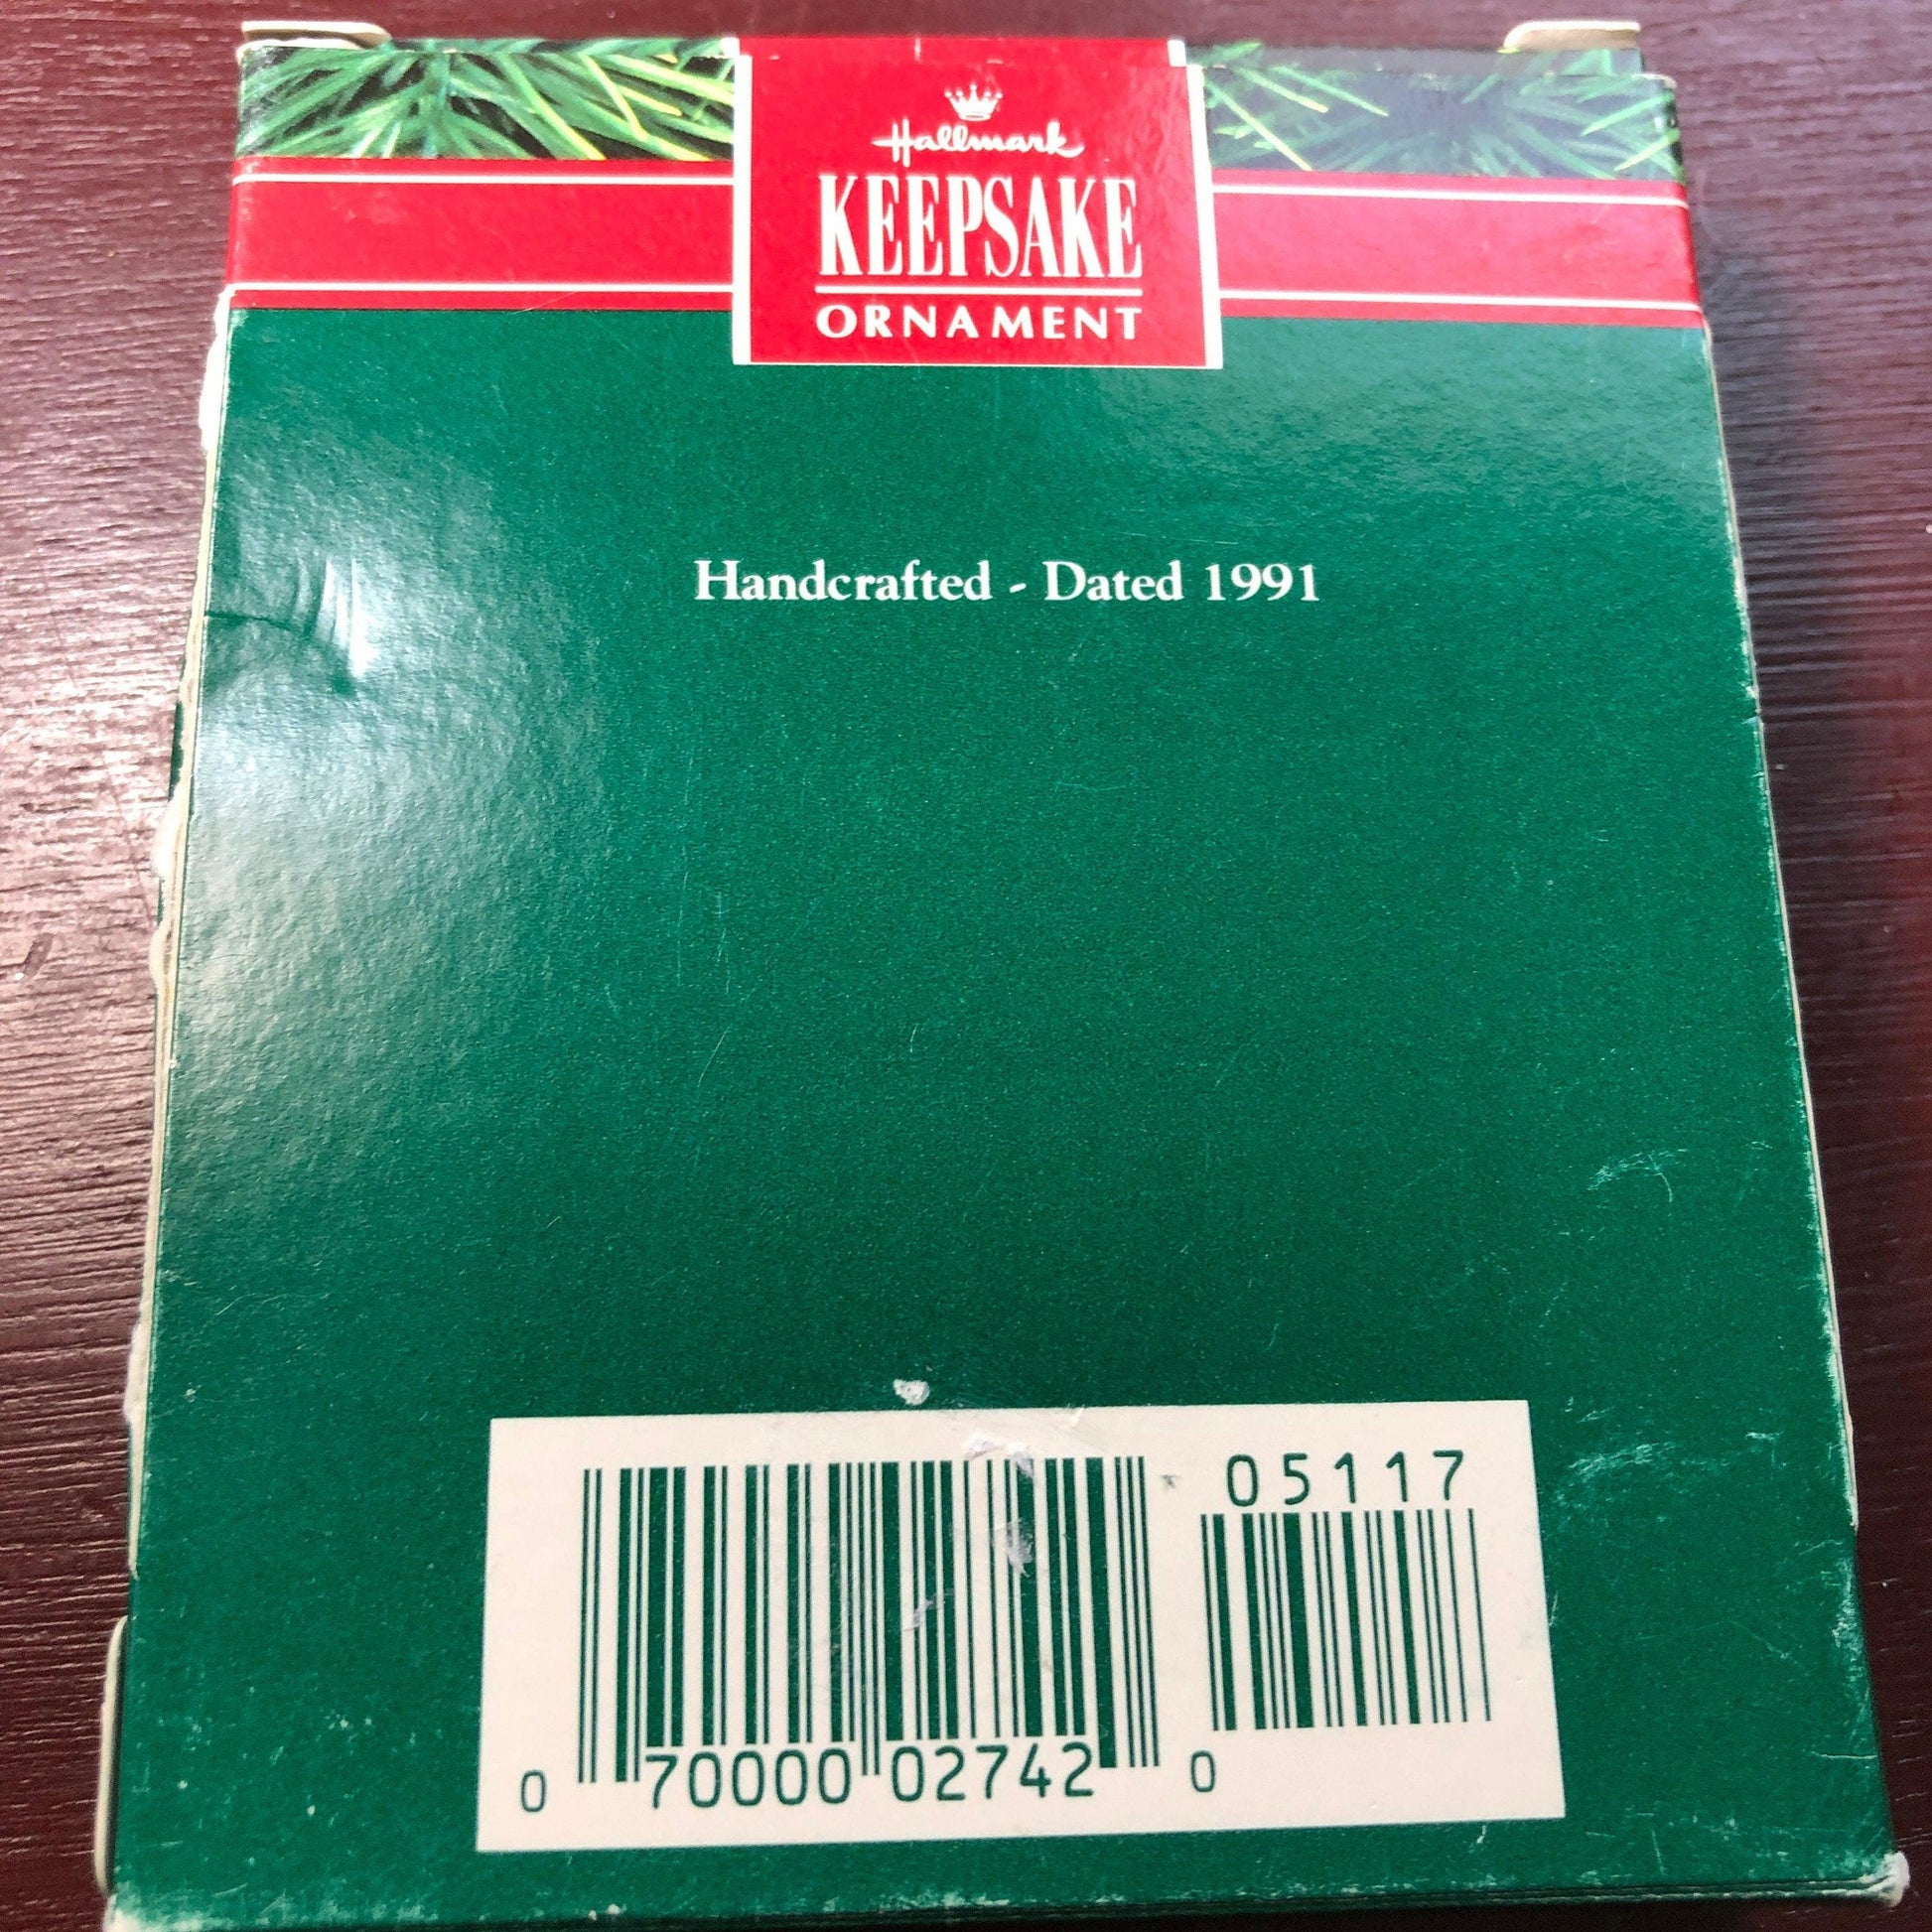 Hallmark
KEEPSAKE
ORNAMENT
Handcrafted - Dated 1991
05117
0 70000 02742 0